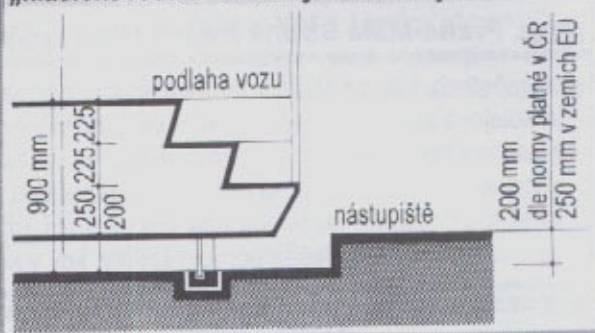 podlaha vozu
900 mm
250,225,225
200
nástupiště
200 mm
dle normy platné v ČR
250 mm v zemích EU